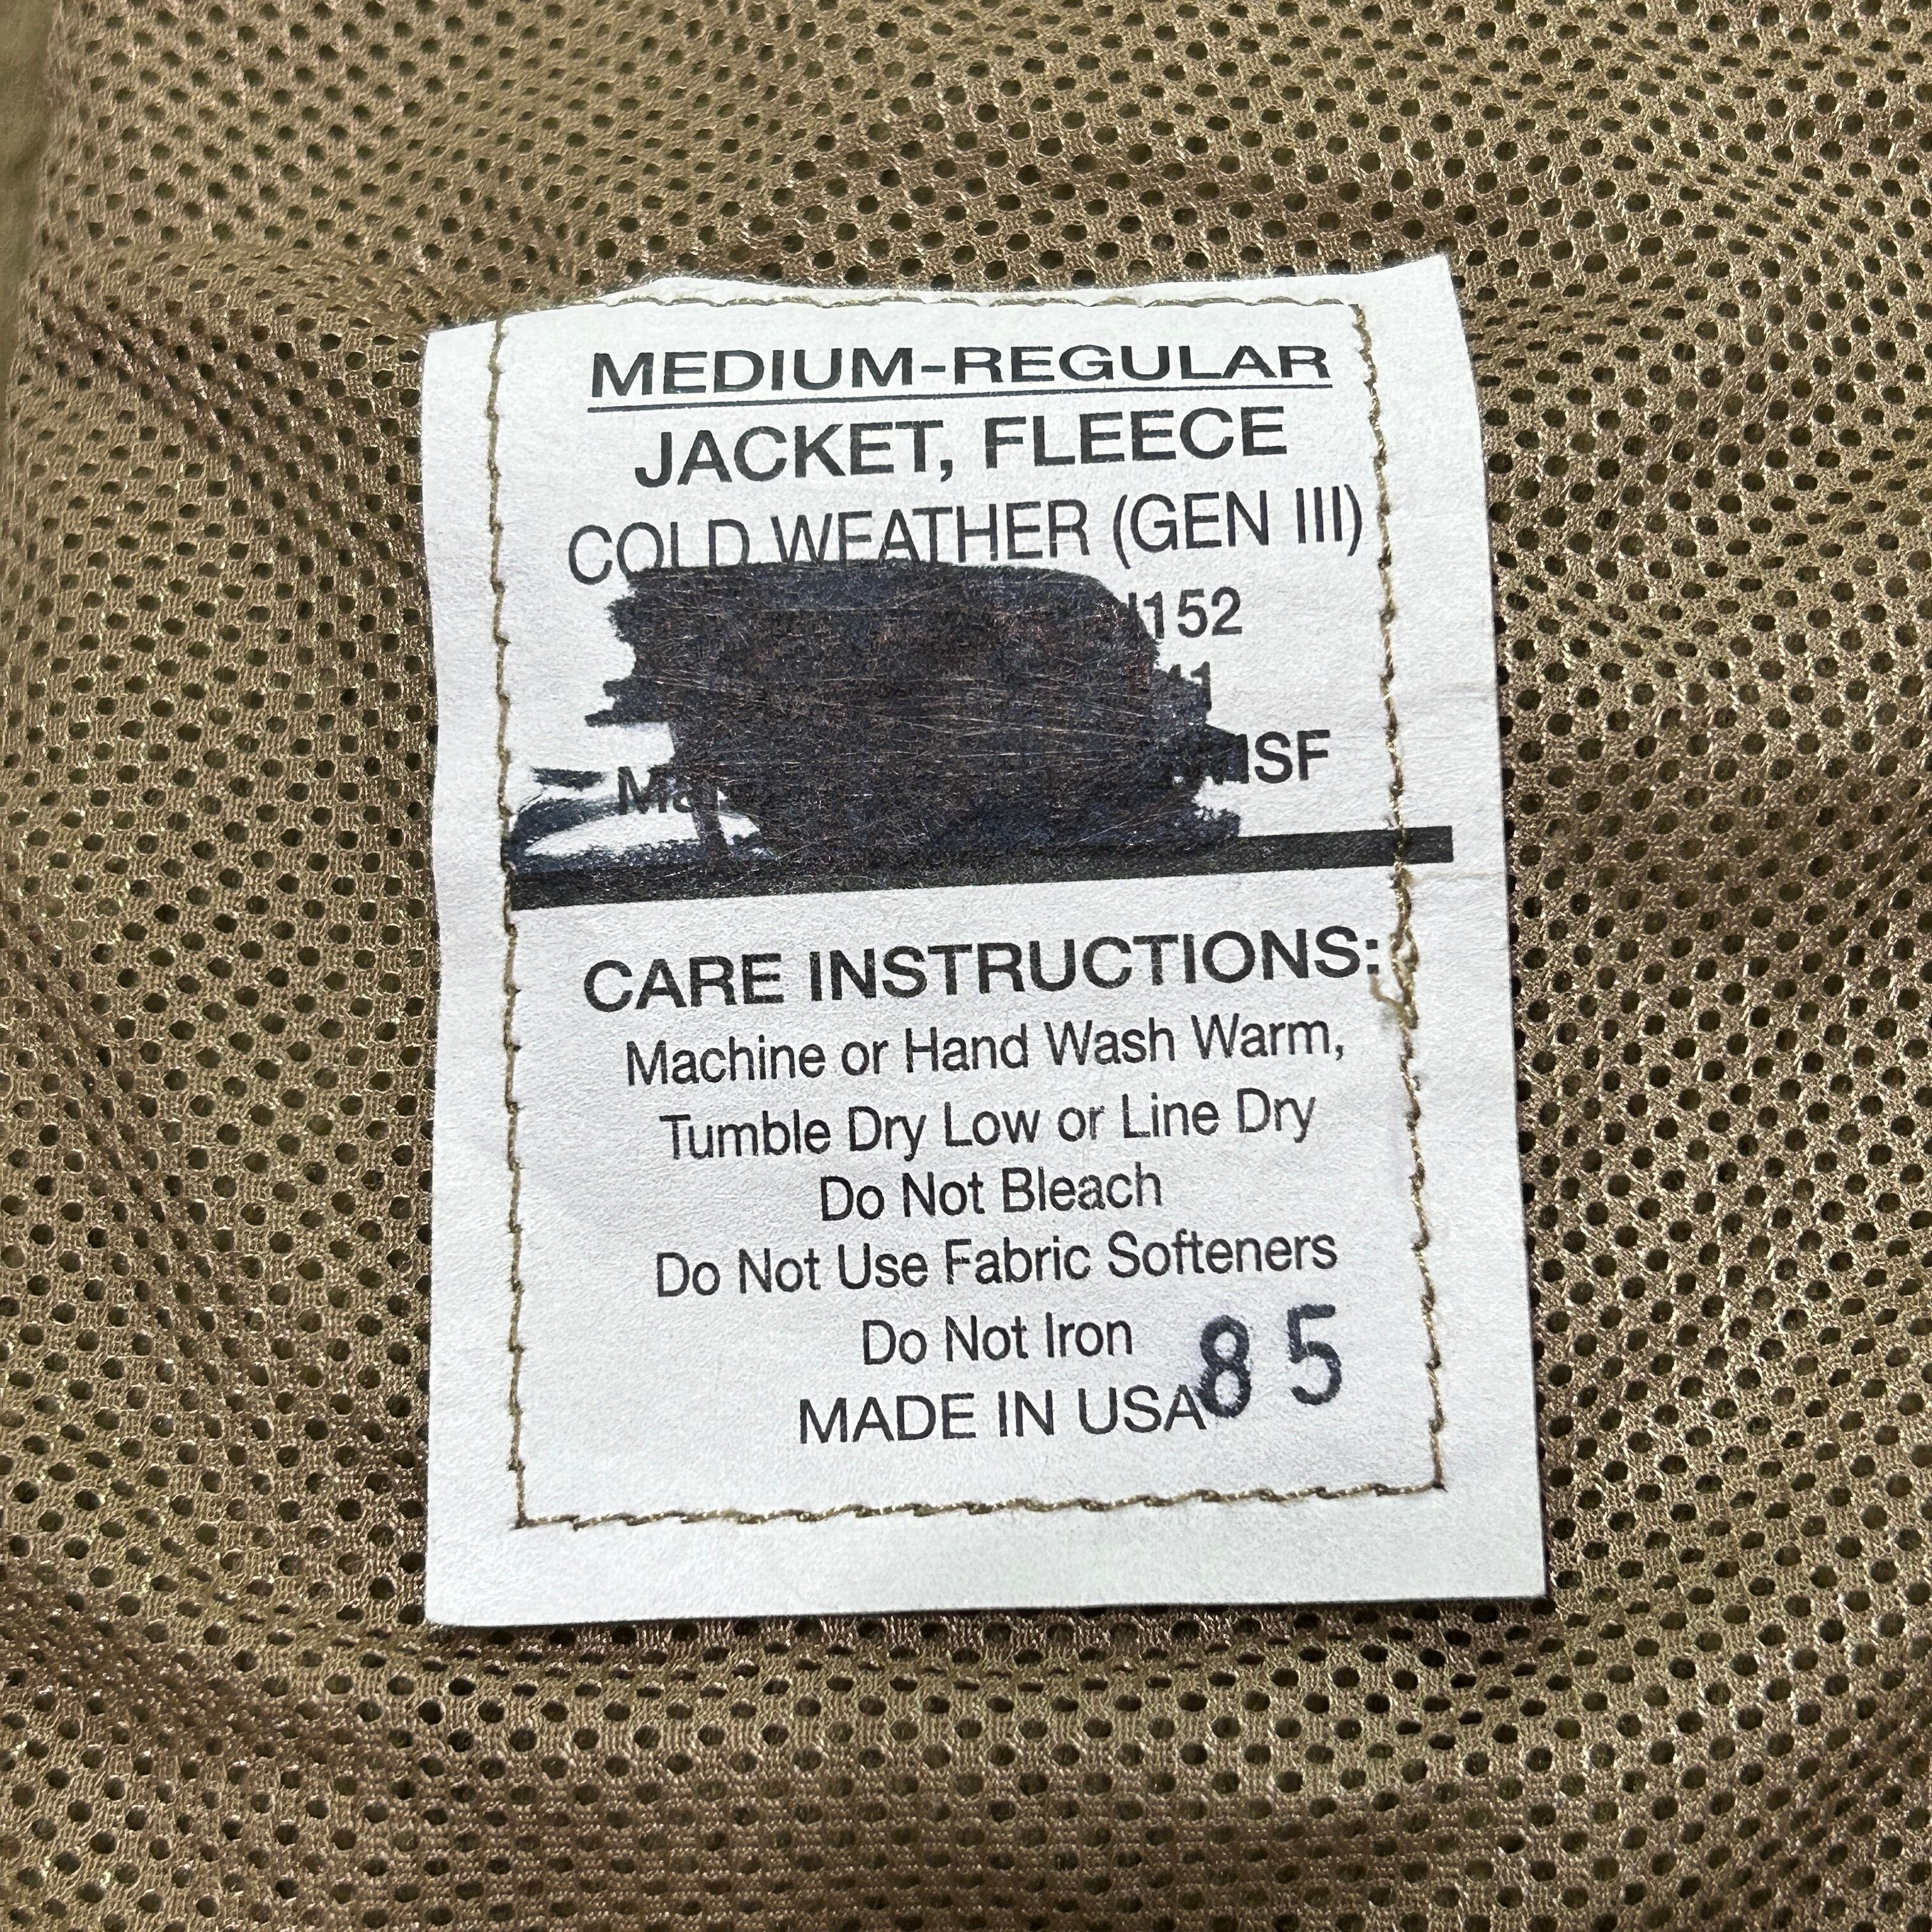 MEDIUM-REGULAR
JACKET, FLEECE
COLD WEATHER (GEN III)
152
CARE INSTRUCTIONS:
Machine or Hand Wash Warm,
Tumble Dry Low or Line Dry
Do Not Bleach
Do Not Use Fabric Softeners
Do Not Iron
MADE IN USA
85